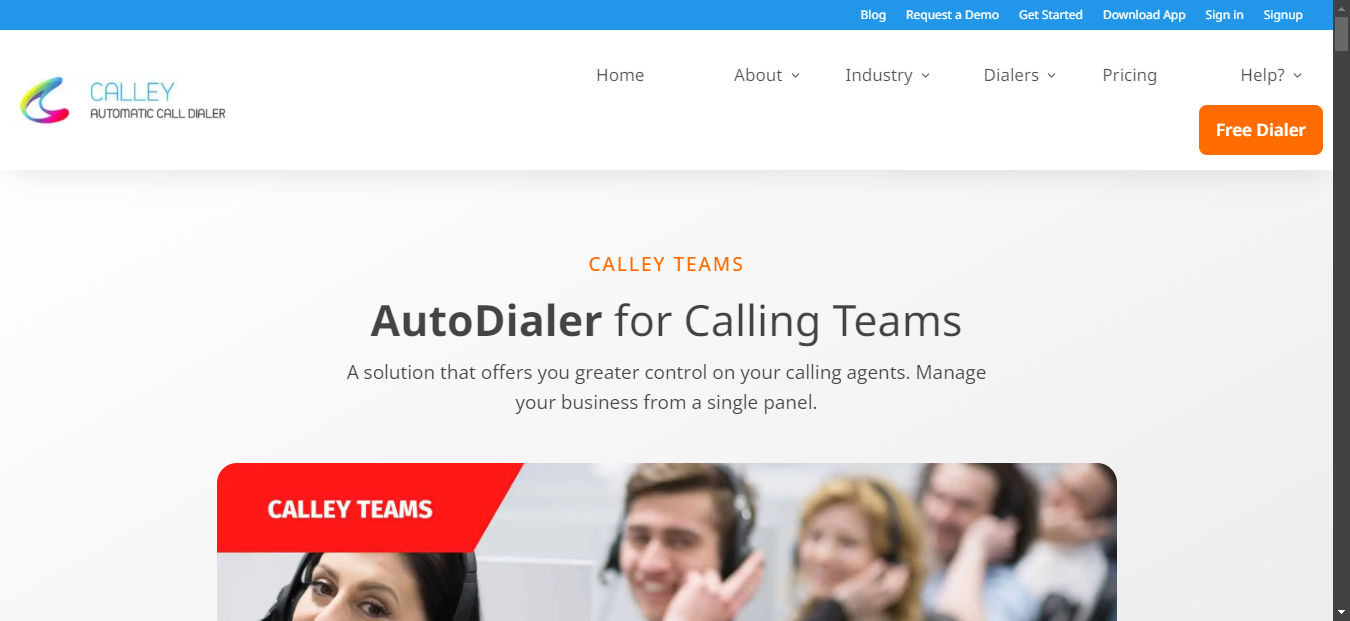 Blog Request a Demo Get Started Download App Sign in Signup
CALLEY
AUTOMATIC CALL DIALER
Home About Industry Dialers Pricing Help?
Free Dialer
CALLEY TEAMS
AutoDialer for Calling Teams
A solution that offers you greater control on your calling agents. Manage
your business from a single panel.
CALLEY TEAMS